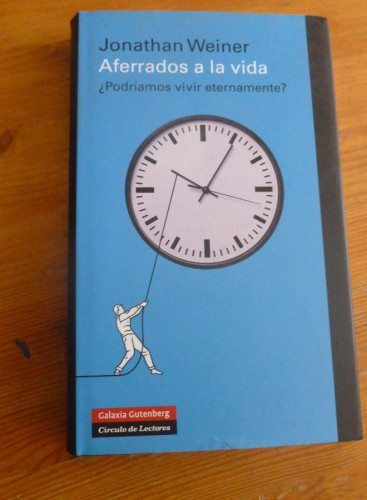 Jonathan Weiner
Aferrados a la vida
¿Podríamos vivir eternamente?
Galaxia Gutenberg
Círculo de Lectores